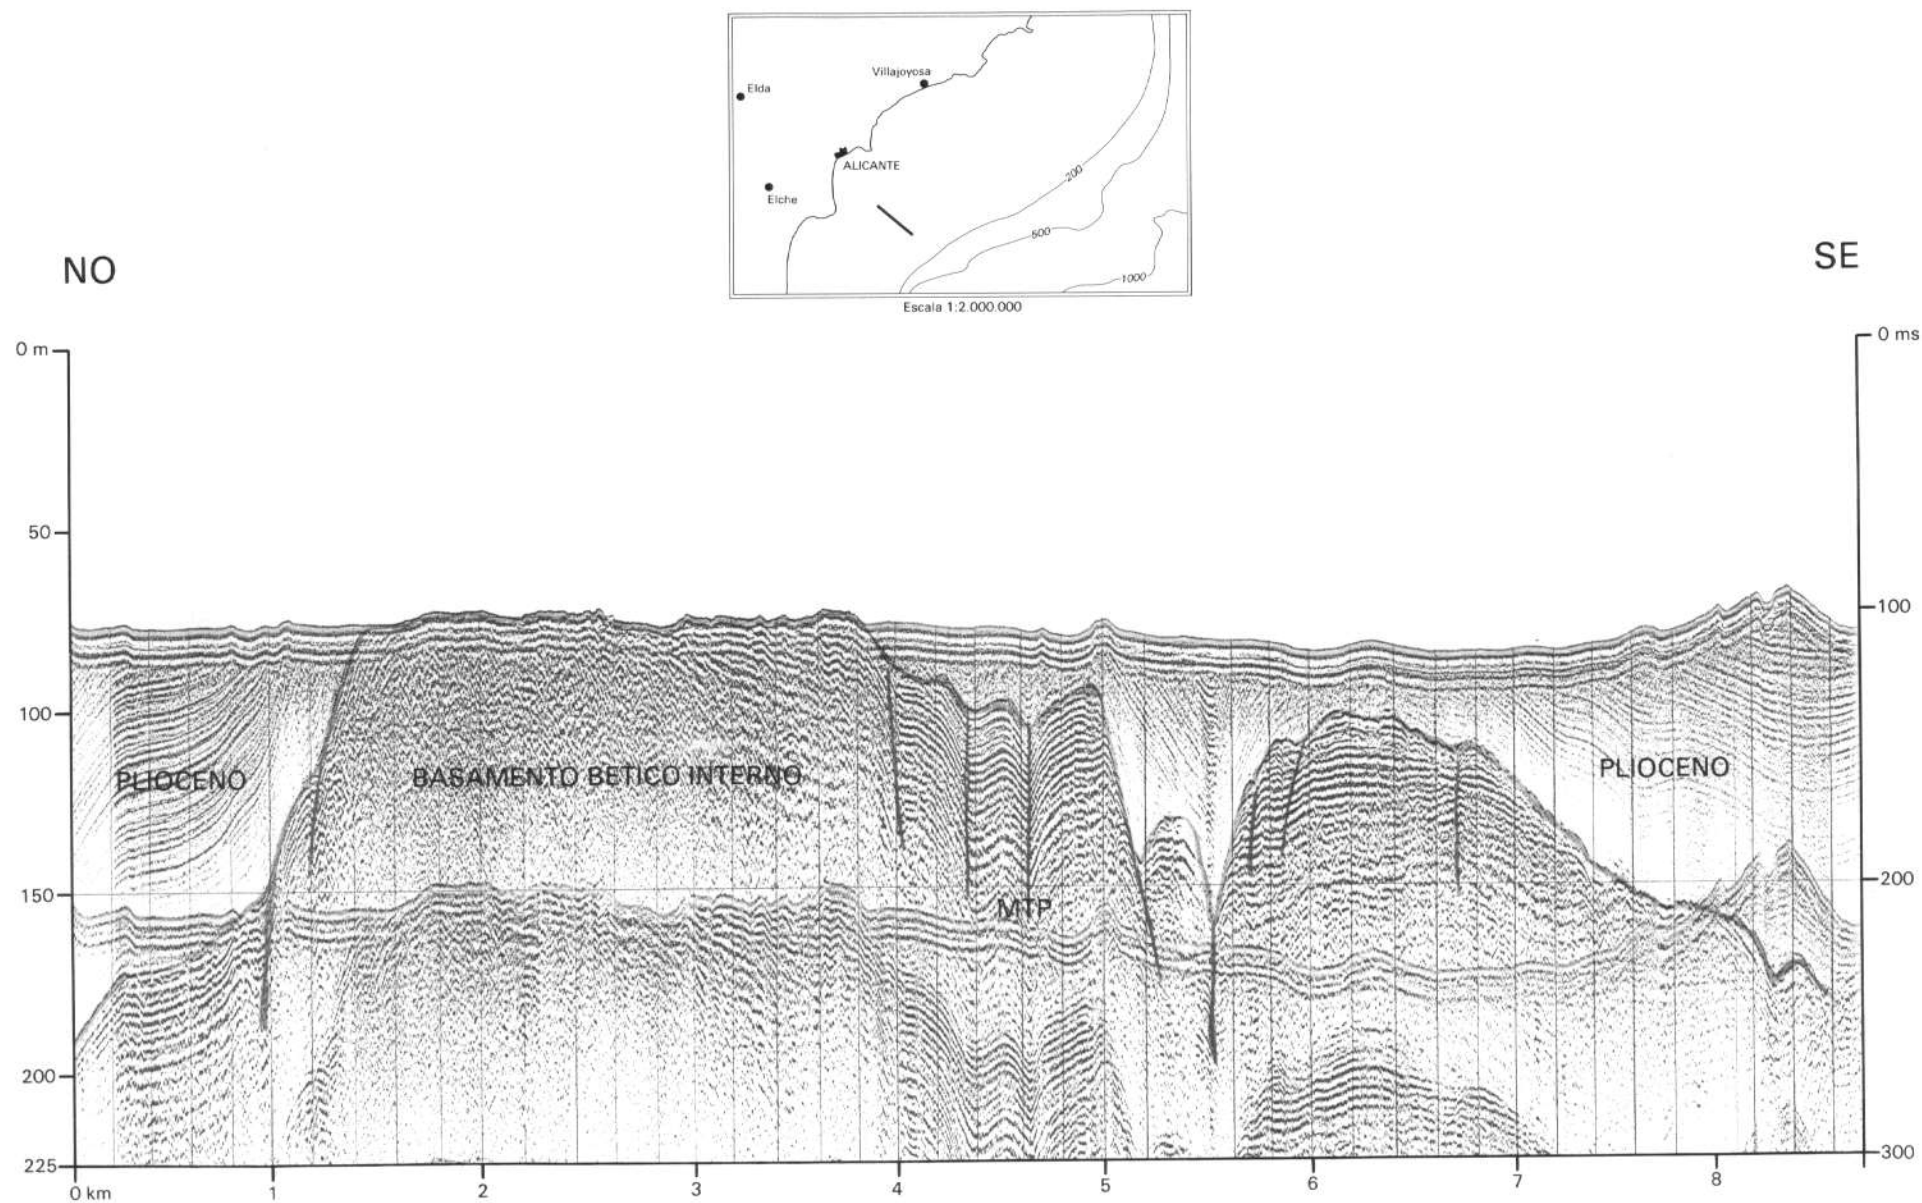 Villajoyosa
Elda
ALICANTE
Elche
200
500
1000
Escala 1:2.000.000
NO
SE
0 m
0 ms
50
100
100
PLIOCENO
BASAMENTO BETICO INTERNO
PLIOCENO
150
200
MTP
200
225
300
0 km
1
2
3
4
5
6
7
8